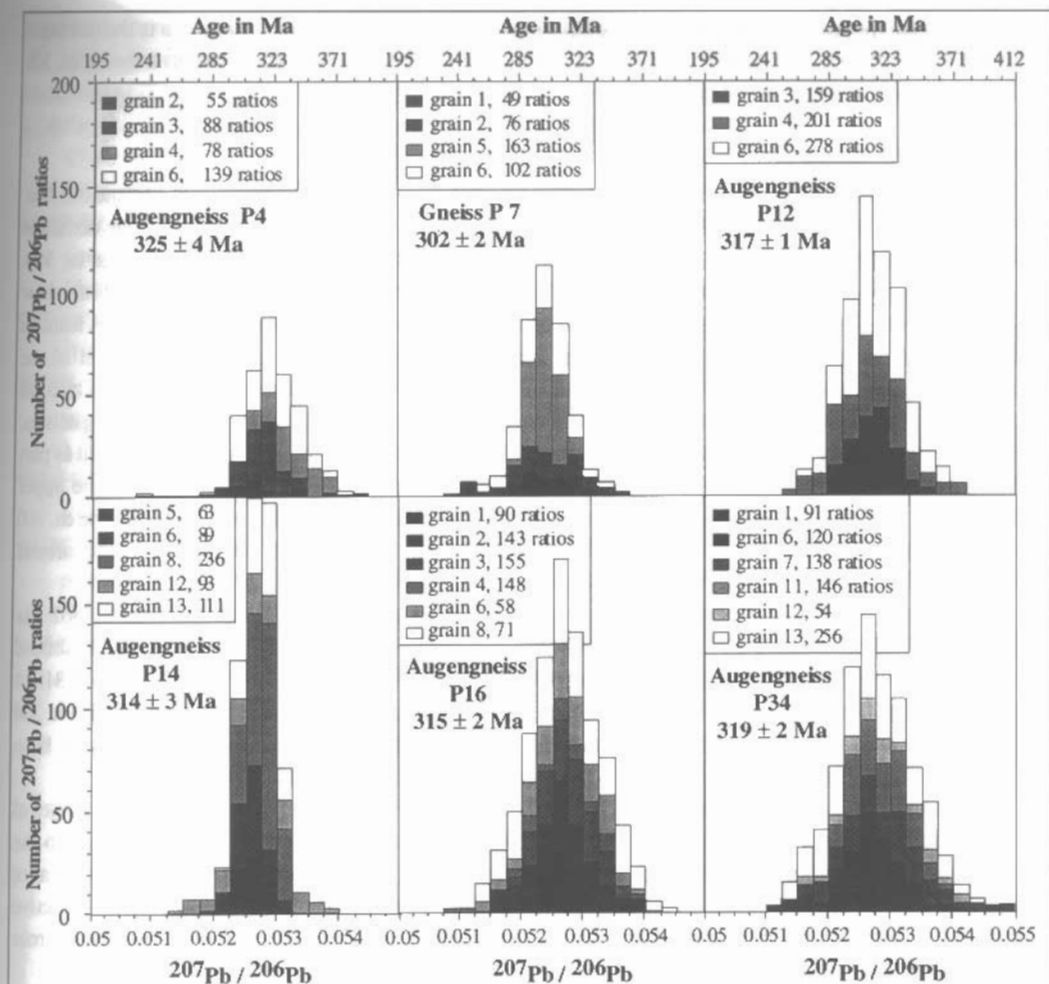 Age in Ma Age in Ma Age in Ma
195 241 285 323 371 195 241 285 323 371 195 241 285 323 371 412
Number of 207Pb / 206Pb ratios
200
150
100
50
0
grain 2, 55 ratios
grain 3, 88 ratios
grain 4, 78 ratios
grain 6, 139 ratios
Augengneiss P4
325 ± 4 Ma
grain 1, 49 ratios
grain 2, 76 ratios
grain 5, 163 ratios
grain 6, 102 ratios
Gneiss P 7
302 ± 2 Ma
grain 3, 159 ratios
grain 4, 201 ratios
grain 6, 278 ratios
Augengneiss
P12
317 ± 1 Ma
Number of 207Pb / 206Pb ratios
150
100
50
0
grain 5, 63
grain 6, 89
grain 8, 236
grain 12, 93
grain 13, 111
Augengneiss
P14
314 ± 3 Ma
grain 1, 90 ratios
grain 2, 143 ratios
grain 3, 155
grain 4, 148
grain 6, 58
grain 8, 71
Augengneiss
P16
315 ± 2 Ma
grain 1, 91 ratios
grain 6, 120 ratios
grain 7, 138 ratios
grain 11, 146 ratios
grain 12, 54
grain 13, 256
Augengneiss
P34
319 ± 2 Ma
0.05 0.051 0.052 0.053 0.054 0.05 0.051 0.052 0.053 0.054 0.05 0.051 0.052 0.053 0.054 0.055
207Pb / 206Pb 207Pb / 206Pb 207Pb / 206Pb